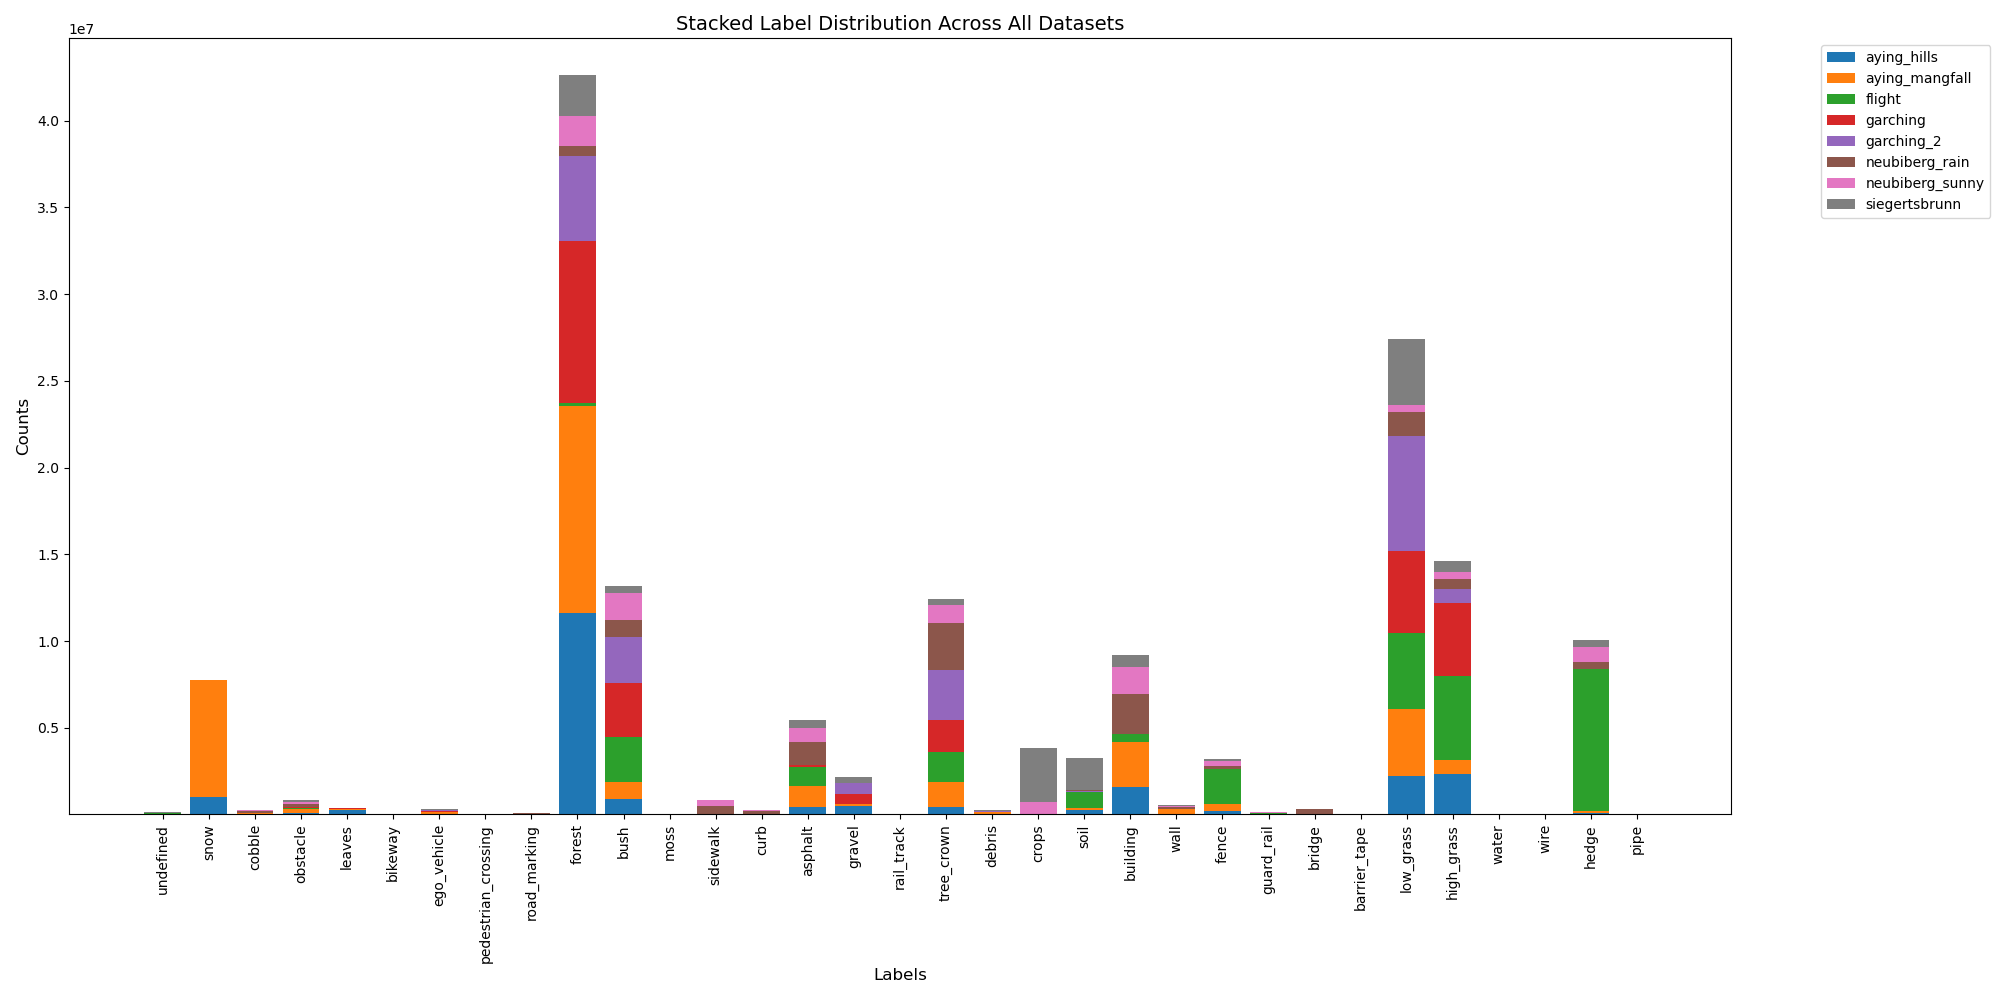 Stacked Label Distribution Across All Datasets
1e7
4.0
3.5
3.0
2.5
2.0
1.5
1.0
0.5
Counts
undefined
snow
cobble
obstacle
leaves
bikeway
ego_vehicle
pedestrian_crossing
road_marking
forest
bush
moss
sidewalk
curb
asphalt
gravel
rail_track
tree_crown
debris
crops
soil
building
wall
fence
guard_rail
bridge
barrier_tape
low_grass
high_grass
water
wire
hedge
pipe
Labels
aying_hills
aying_mangfall
flight
garching
garching_2
neubiberg_rain
neubiberg_sunny
siegertsbrunn